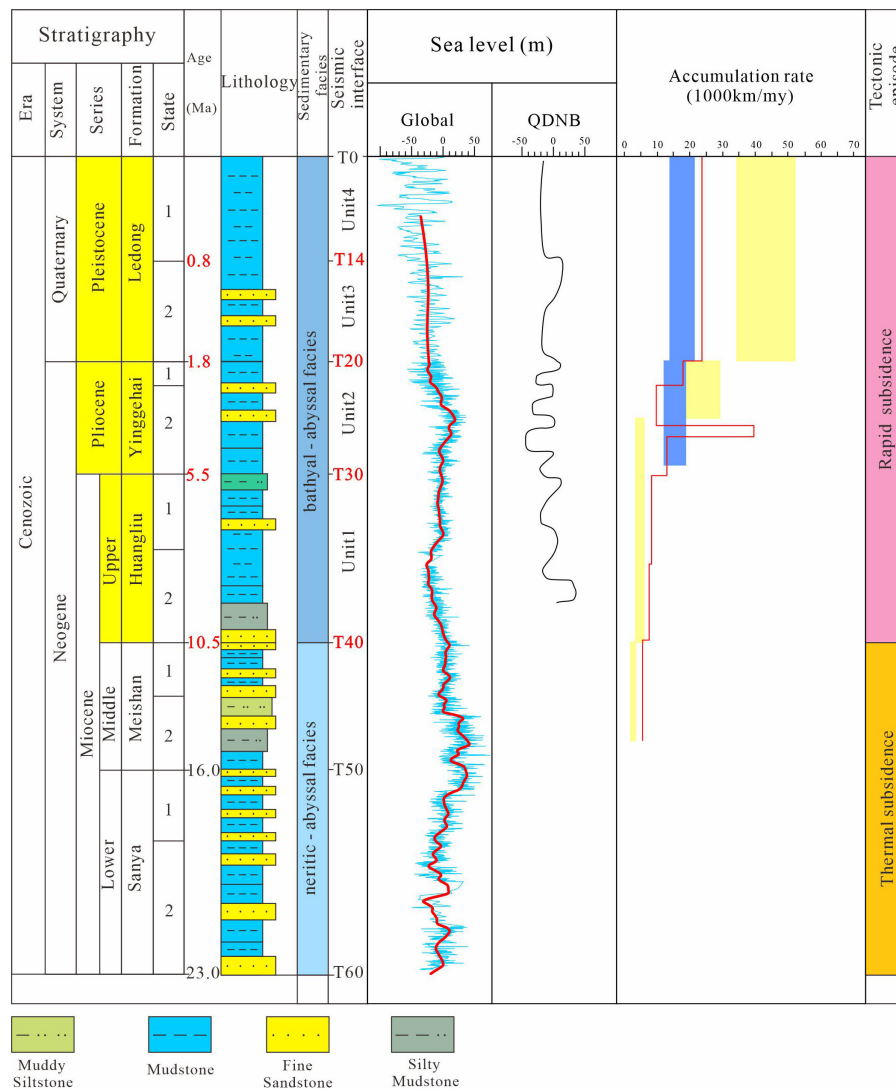 Stratigraphy
Era
System
Series
Formation
State
Age
(Ma)
Lithology
Sedimentary
facies
Seismic
interface
Sea level (m)
Global
-50 0 50
QDNB
-50 0 50
Accumulation rate
(1000km/my)
0 10 20 30 40 50 60 70
Tectonic
episode
Cenozoic
Quaternary
Neogene
Pleistocene
Pliocene
Miocene
Upper
Middle
Lower
Ledong
Yinggehai
Huangliu
Meishan
Sanya
1
2
1
2
1
2
1
2
1
2
0.8
1.8
5.5
10.5
16.0
23.0
bathyal - abyssal facies
neritic - abyssal facies
T0
Unit4
T14
Unit3
T20
Unit2
T30
Unit1
T40
T50
T60
Rapid subsidence
Thermal subsidence
Muddy
Siltstone
Mudstone
Fine
Sandstone
Silty
Mudstone